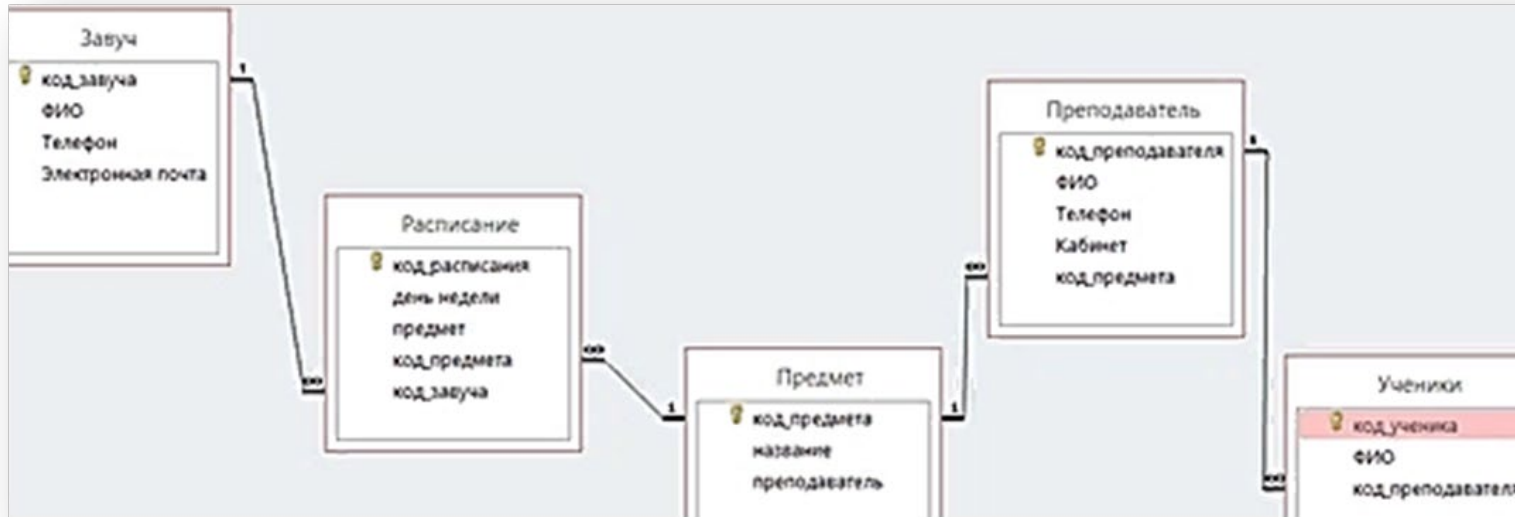 Завуч
код_завуча
ФИО
Телефон
Электронная почта
1
∞
Расписание
код_расписания
день недели
предмет
код_предмета
код_завуча
∞
1
Предмет
код_предмета
название
преподаватель
1
∞
Преподаватель
код_преподавателя
ФИО
Телефон
Кабинет
код_предмета
1
∞
Ученики
код_ученика
ФИО
код_преподавателя